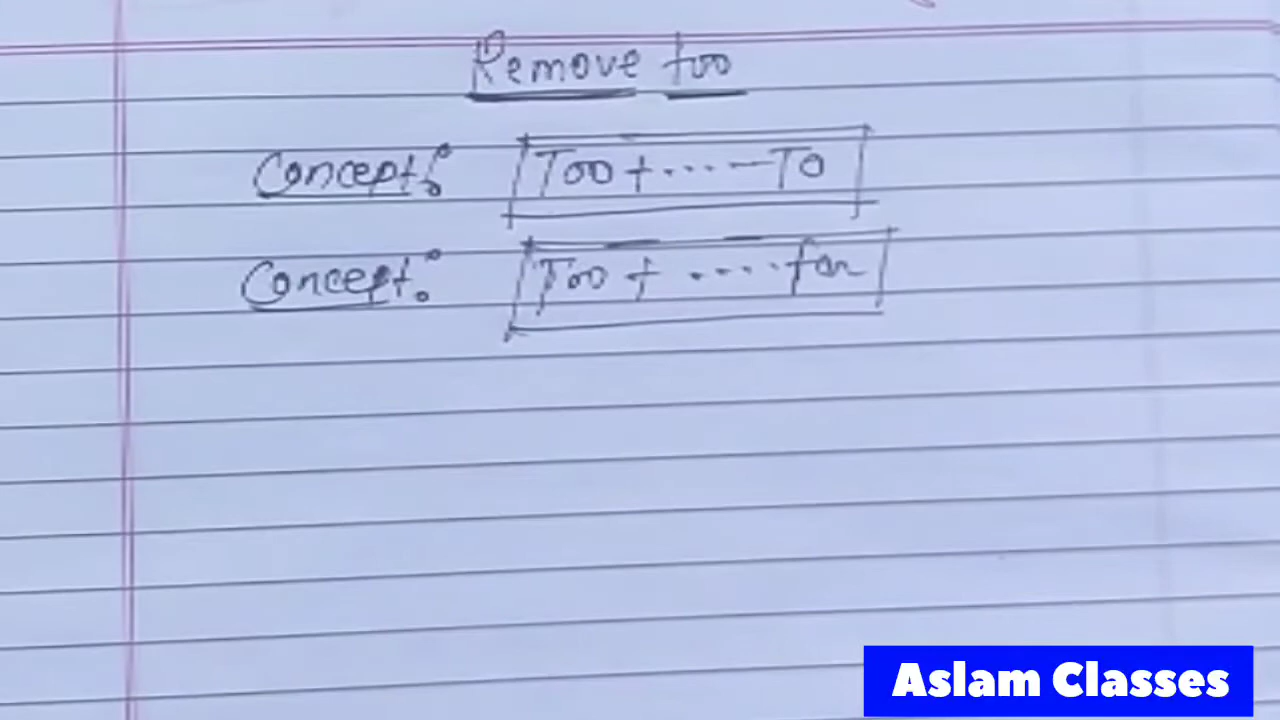 Remove too
Concept: Too + ..... To
Concept: Too + ..... for
Aslam Classes